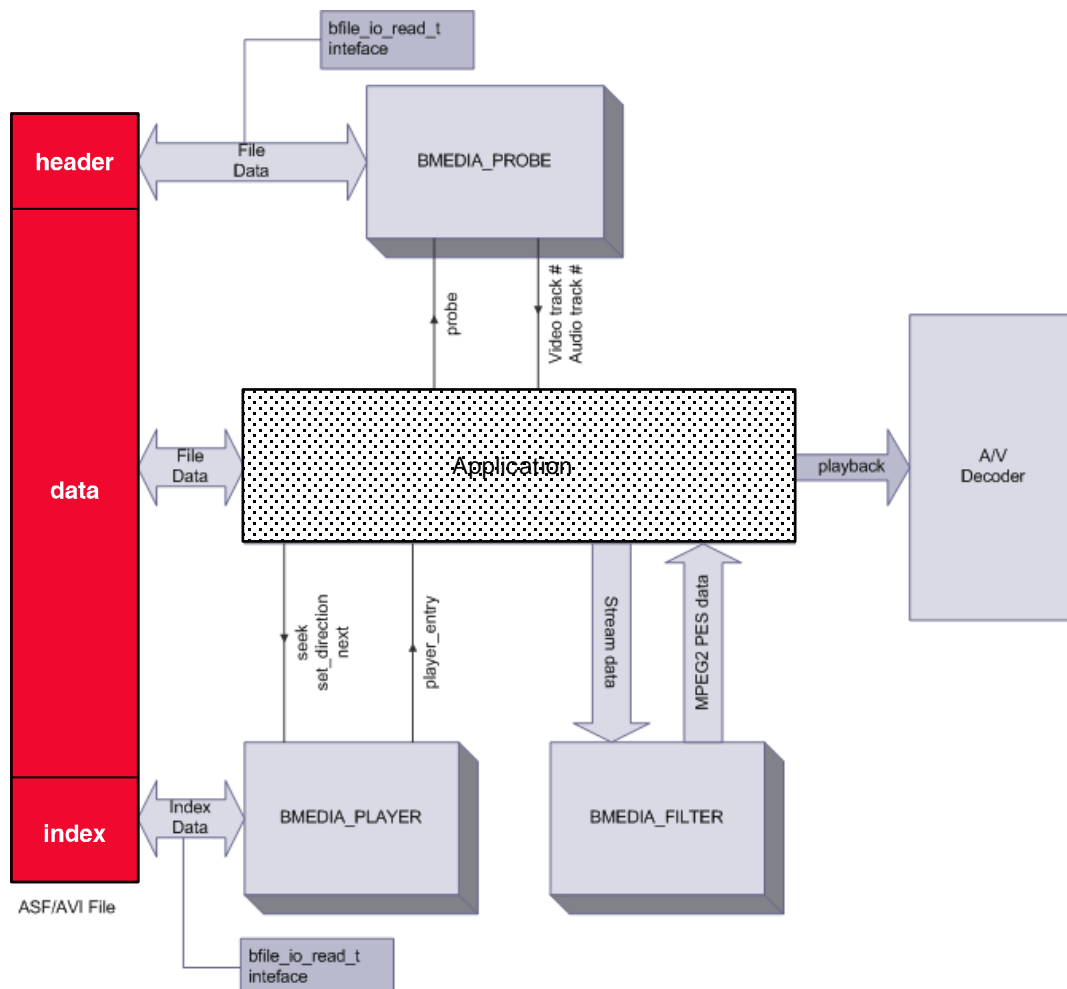 bfile_io_read_t
inteface
header
File
Data
BMEDIA_PROBE
probe
Video track #
Audio track #
data
File
Data
Application
playback
A/V
Decoder
seek
set_direction
next
player_entry
Stream data
MPEG2 PES data
index
Index
Data
BMEDIA_PLAYER
BMEDIA_FILTER
ASF/AVI File
bfile_io_read_t
inteface